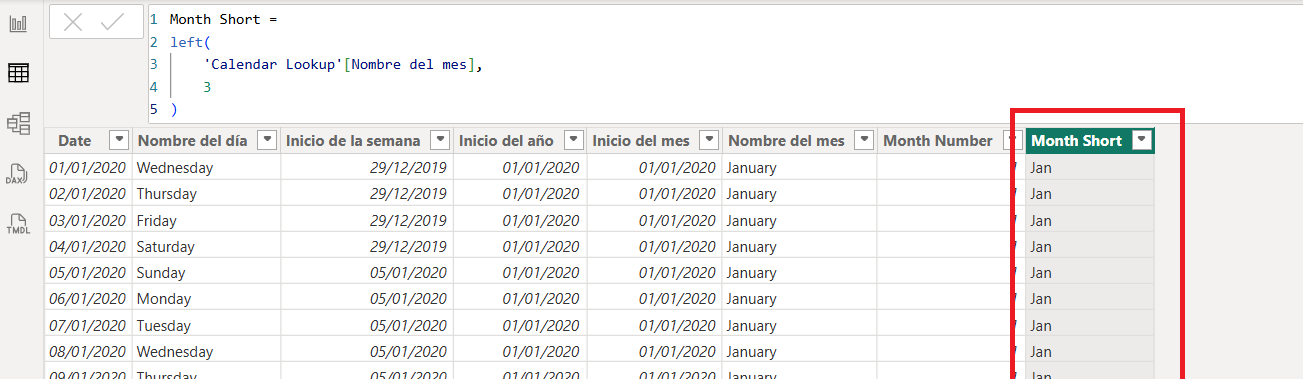 1 Month Short =
2 left(
3 'Calendar Lookup'[Nombre del mes],
4 3
5 )
DAX
TMDL
Date Nombre del día Inicio de la semana Inicio del año Inicio del mes Nombre del mes Month Number Month Short
01/01/2020 Wednesday 29/12/2019 01/01/2020 01/01/2020 January Jan
02/01/2020 Thursday 29/12/2019 01/01/2020 01/01/2020 January Jan
03/01/2020 Friday 29/12/2019 01/01/2020 01/01/2020 January Jan
04/01/2020 Saturday 29/12/2019 01/01/2020 01/01/2020 January Jan
05/01/2020 Sunday 05/01/2020 01/01/2020 01/01/2020 January Jan
06/01/2020 Monday 05/01/2020 01/01/2020 01/01/2020 January Jan
07/01/2020 Tuesday 05/01/2020 01/01/2020 01/01/2020 January Jan
08/01/2020 Wednesday 05/01/2020 01/01/2020 01/01/2020 January Jan
09/01/2020 Thursday 05/01/2020 01/01/2020 01/01/2020 January Jan